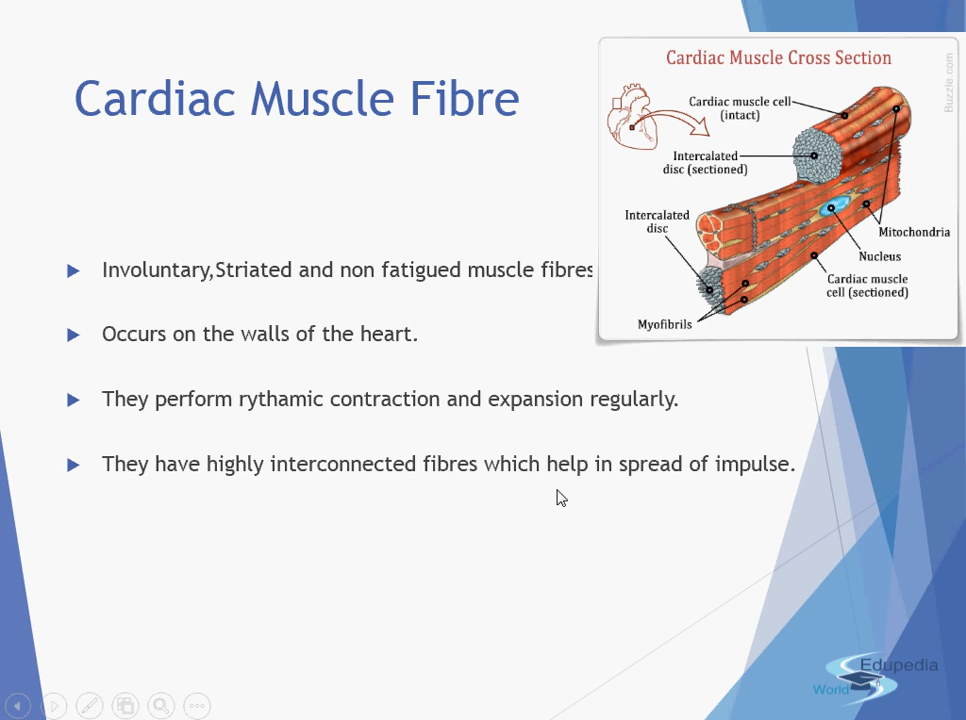 Cardiac Muscle Fibre
Involuntary,Striated and non fatigued muscle fibres
Occurs on the walls of the heart.
They perform rythamic contraction and expansion regularly.
They have highly interconnected fibres which help in spread of impulse.
Cardiac Muscle Cross Section
Buzzle.com
Cardiac muscle cell
(intact)
Intercalated
disc (sectioned)
Intercalated
disc
Mitochondria
Nucleus
Cardiac muscle
cell (sectioned)
Myofibrils
Edupedia
World